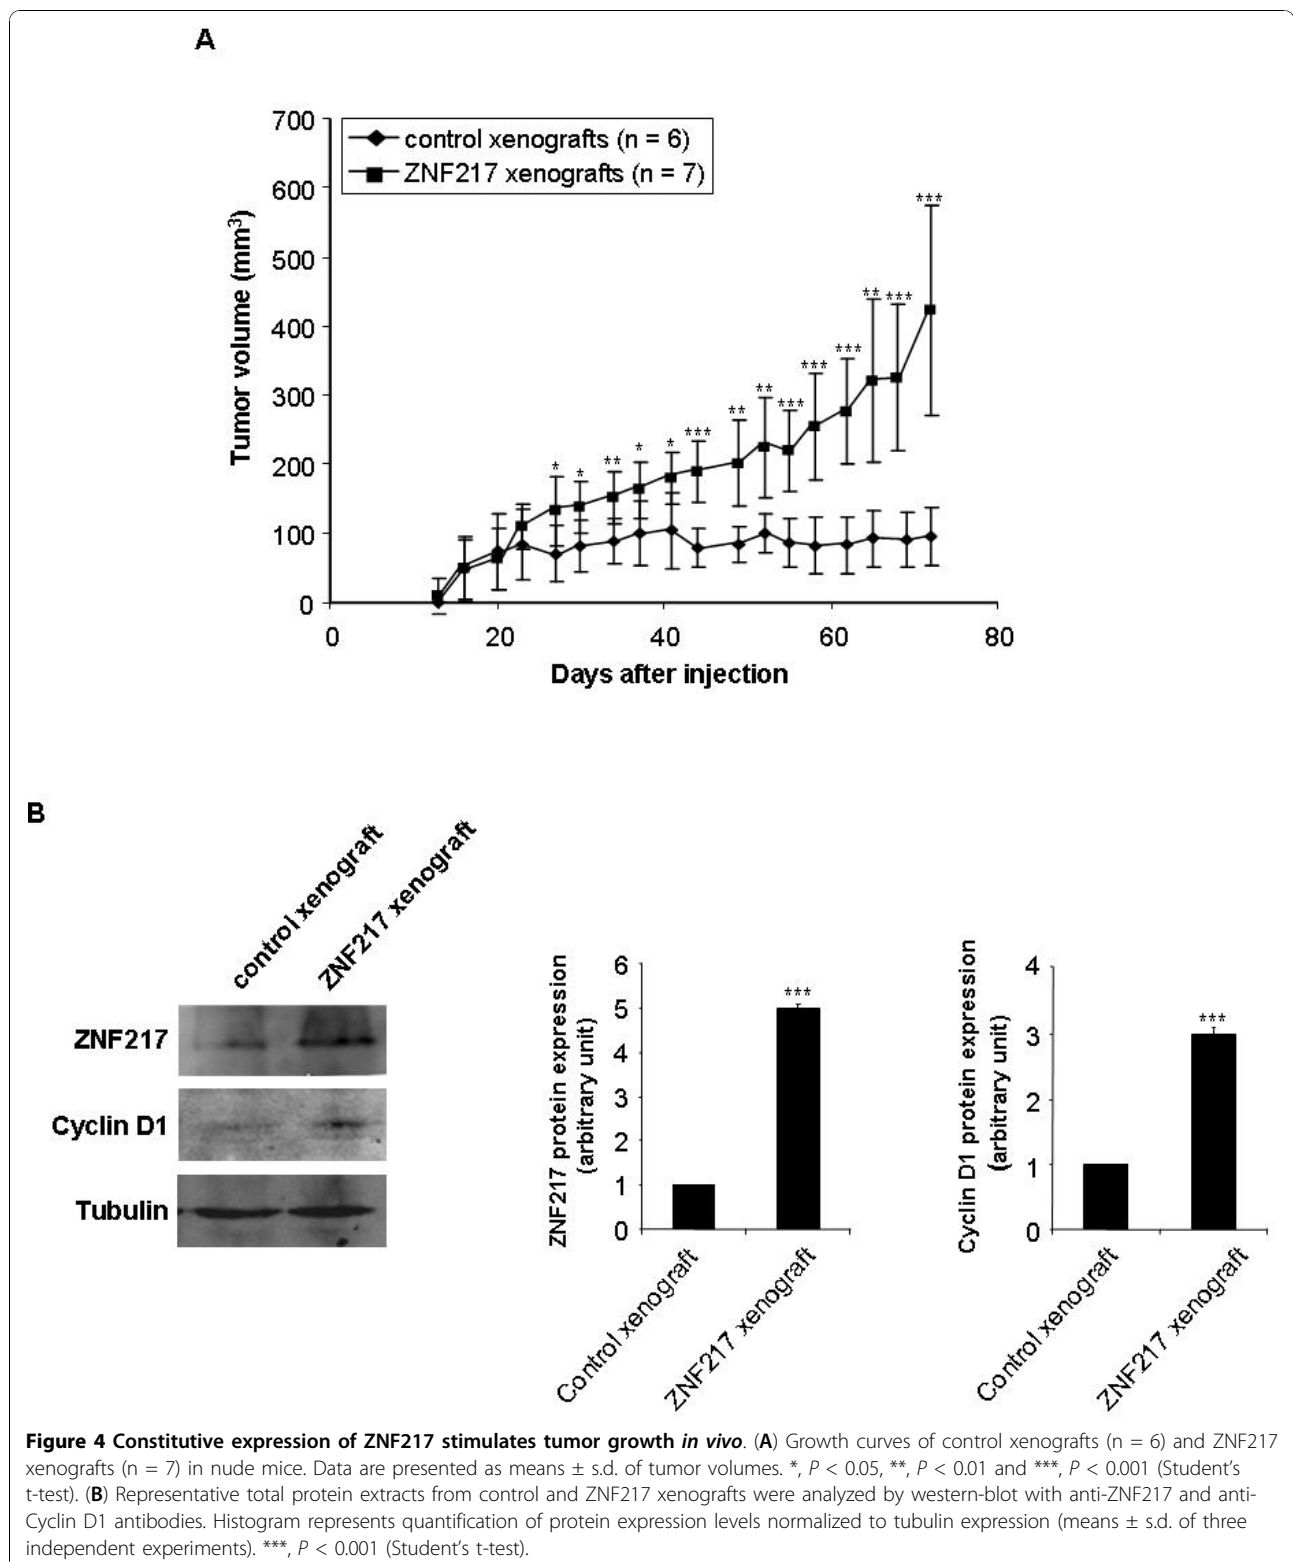 A
700
600
500
400
300
200
100
0
Tumor volume (mm³)
control xenografts (n = 6)
ZNF217 xenografts (n = 7)
* * ** * * *** ** ** *** *** *** ** *** ***
0 20 40 60 80
Days after injection
B
control xenograft
ZNF217 xenograft
ZNF217
Cyclin D1
Tubulin
ZNF217 protein expression
(arbitrary unit)
6
5
4
3
2
1
0
***
Control xenograft
ZNF217 xenograft
Cyclin D1 protein expression
(arbitrary unit)
4
3
2
1
0
***
Control xenograft
ZNF217 xenograft
Figure 4 Constitutive expression of ZNF217 stimulates tumor growth in vivo. (A) Growth curves of control xenografts (n = 6) and ZNF217
xenografts (n = 7) in nude mice. Data are presented as means ± s.d. of tumor volumes. *, P < 0.05, **, P < 0.01 and ***, P < 0.001 (Student's
t-test). (B) Representative total protein extracts from control and ZNF217 xenografts were analyzed by western-blot with anti-ZNF217 and anti-
Cyclin D1 antibodies. Histogram represents quantification of protein expression levels normalized to tubulin expression (means ± s.d. of three
independent experiments). ***, P < 0.001 (Student's t-test).